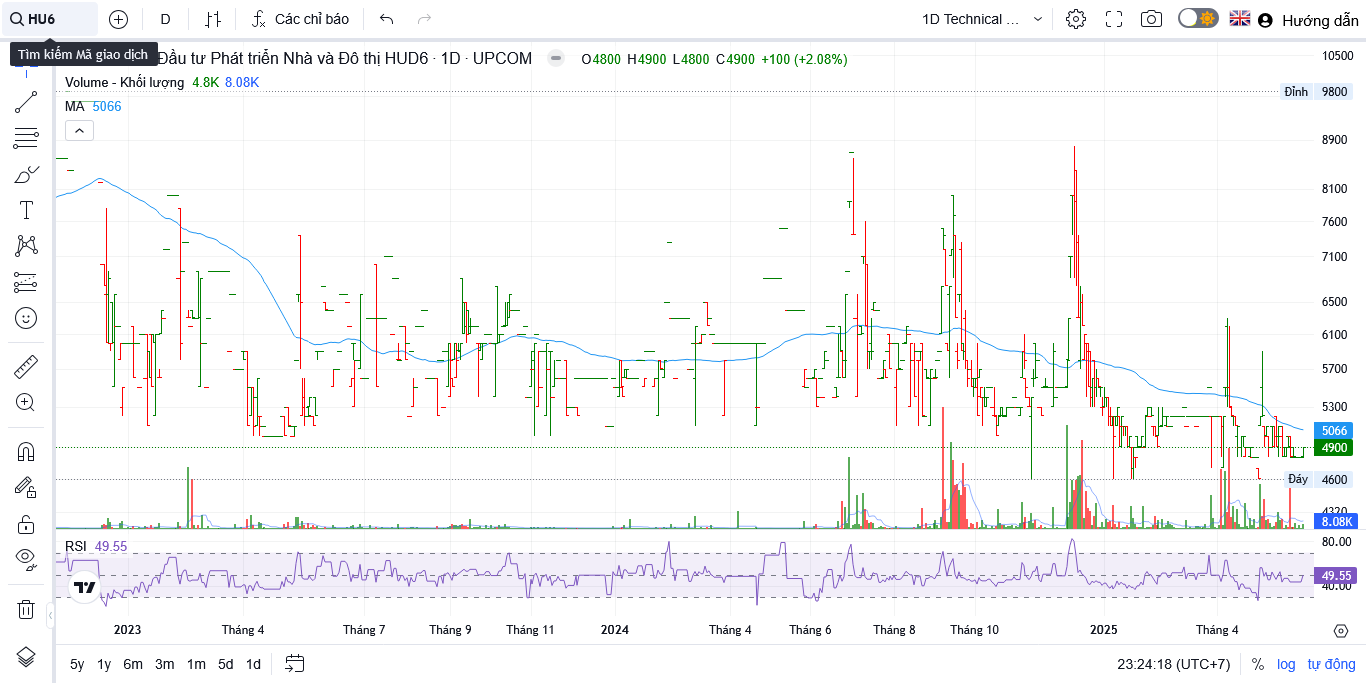 HU6 D Các chỉ báo 1D Technical ... Hướng dẫn
Tìm kiếm Mã giao dịch
Đầu tư Phát triển Nhà và Đô thị HUD6 · 1D · UPCOM O4800 H4900 L4800 C4900 +100 (+2.08%)
Volume - Khối lượng 4.8K 8.08K
MA 5066
10500
Đỉnh 9800
8900
8100
7600
7100
6500
6100
5700
5300
5066
4900
Đáy 4600
4320
8.08K
RSI 49.55
80.00
49.55
40.00
2023 Tháng 4 Tháng 7 Tháng 9 Tháng 11 2024 Tháng 4 Tháng 6 Tháng 8 Tháng 10 2025 Tháng 4
5y 1y 6m 3m 1m 5d 1d 23:24:18 (UTC+7) % log tự động